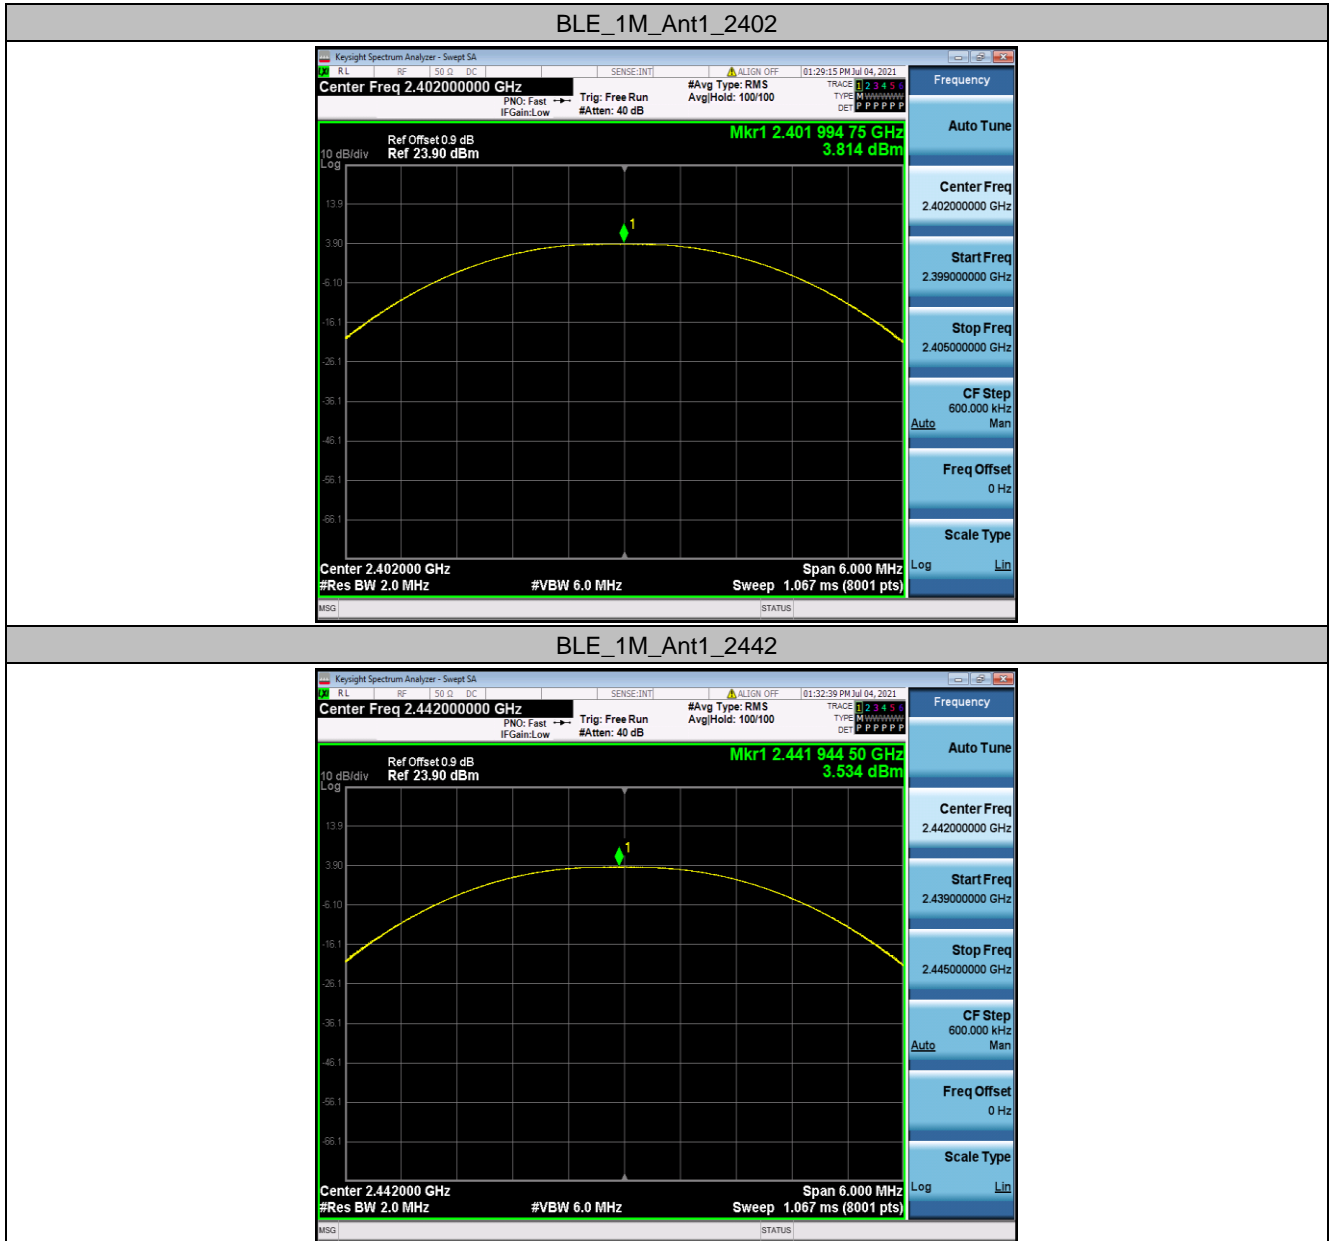 BLE_1M_Ant1_2402
Keysight Spectrum Analyzer - Swept SA
LXI RL RF 50 Ω DC SENSE:INT ALIGN OFF 01:29:15 PM Jul 04, 2021
Center Freq 2.402000000 GHz #Avg Type: RMS TRACE 1 2 3 4 5 6
PNO: Fast Trig: Free Run Avg|Hold: 100/100 TYPE M WWWWW
IFGain:Low #Atten: 40 dB DET P P P P P P
Frequency
Auto Tune
Mkr1 2.401 994 75 GHz
3.814 dBm
Ref Offset 0.9 dB
10 dB/div Ref 23.90 dBm
Log
13.9
3.90
-6.10
-16.1
-26.1
-36.1
-46.1
-56.1
-66.1
1
Center Freq
2.402000000 GHz
Start Freq
2.399000000 GHz
Stop Freq
2.405000000 GHz
CF Step
600.000 kHz
Auto Man
Freq Offset
0 Hz
Scale Type
Log Lin
Center 2.402000 GHz Span 6.000 MHz
#Res BW 2.0 MHz #VBW 6.0 MHz Sweep 1.067 ms (8001 pts)
MSG STATUS
BLE_1M_Ant1_2442
Keysight Spectrum Analyzer - Swept SA
LXI RL RF 50 Ω DC SENSE:INT ALIGN OFF 01:32:39 PM Jul 04, 2021
Center Freq 2.442000000 GHz #Avg Type: RMS TRACE 1 2 3 4 5 6
PNO: Fast Trig: Free Run Avg|Hold: 100/100 TYPE M WWWWW
IFGain:Low #Atten: 40 dB DET P P P P P P
Frequency
Auto Tune
Mkr1 2.441 944 50 GHz
3.534 dBm
Ref Offset 0.9 dB
10 dB/div Ref 23.90 dBm
Log
13.9
3.90
-6.10
-16.1
-26.1
-36.1
-46.1
-56.1
-66.1
1
Center Freq
2.442000000 GHz
Start Freq
2.439000000 GHz
Stop Freq
2.445000000 GHz
CF Step
600.000 kHz
Auto Man
Freq Offset
0 Hz
Scale Type
Log Lin
Center 2.442000 GHz Span 6.000 MHz
#Res BW 2.0 MHz #VBW 6.0 MHz Sweep 1.067 ms (8001 pts)
MSG STATUS